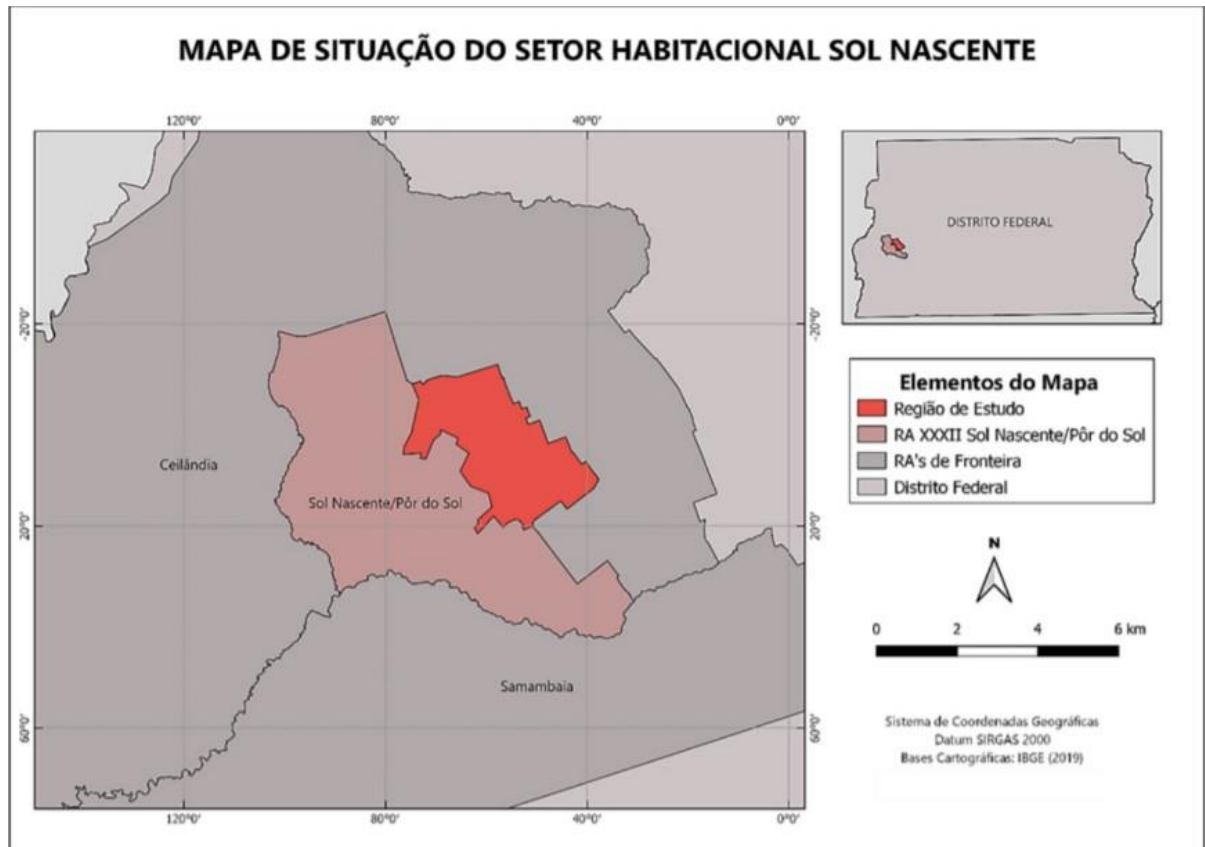 MAPA DE SITUAÇÃO DO SETOR HABITACIONAL SOL NASCENTE
120°0' 80°0' 40°0' 0°0'
-20°0' -20°0'
20°0' 20°0'
60°0' 60°0'
Ceilândia
Sol Nascente/Pôr do Sol
Samambaia
120°0' 80°0' 40°0' 0°0'
DISTRITO FEDERAL
Elementos do Mapa
Região de Estudo
RA XXXII Sol Nascente/Pôr do Sol
RA's de Fronteira
Distrito Federal
N
0 2 4 6 km
Sistema de Coordenadas Geográficas
Datum SIRGAS 2000
Bases Cartográficas: IBGE (2019)